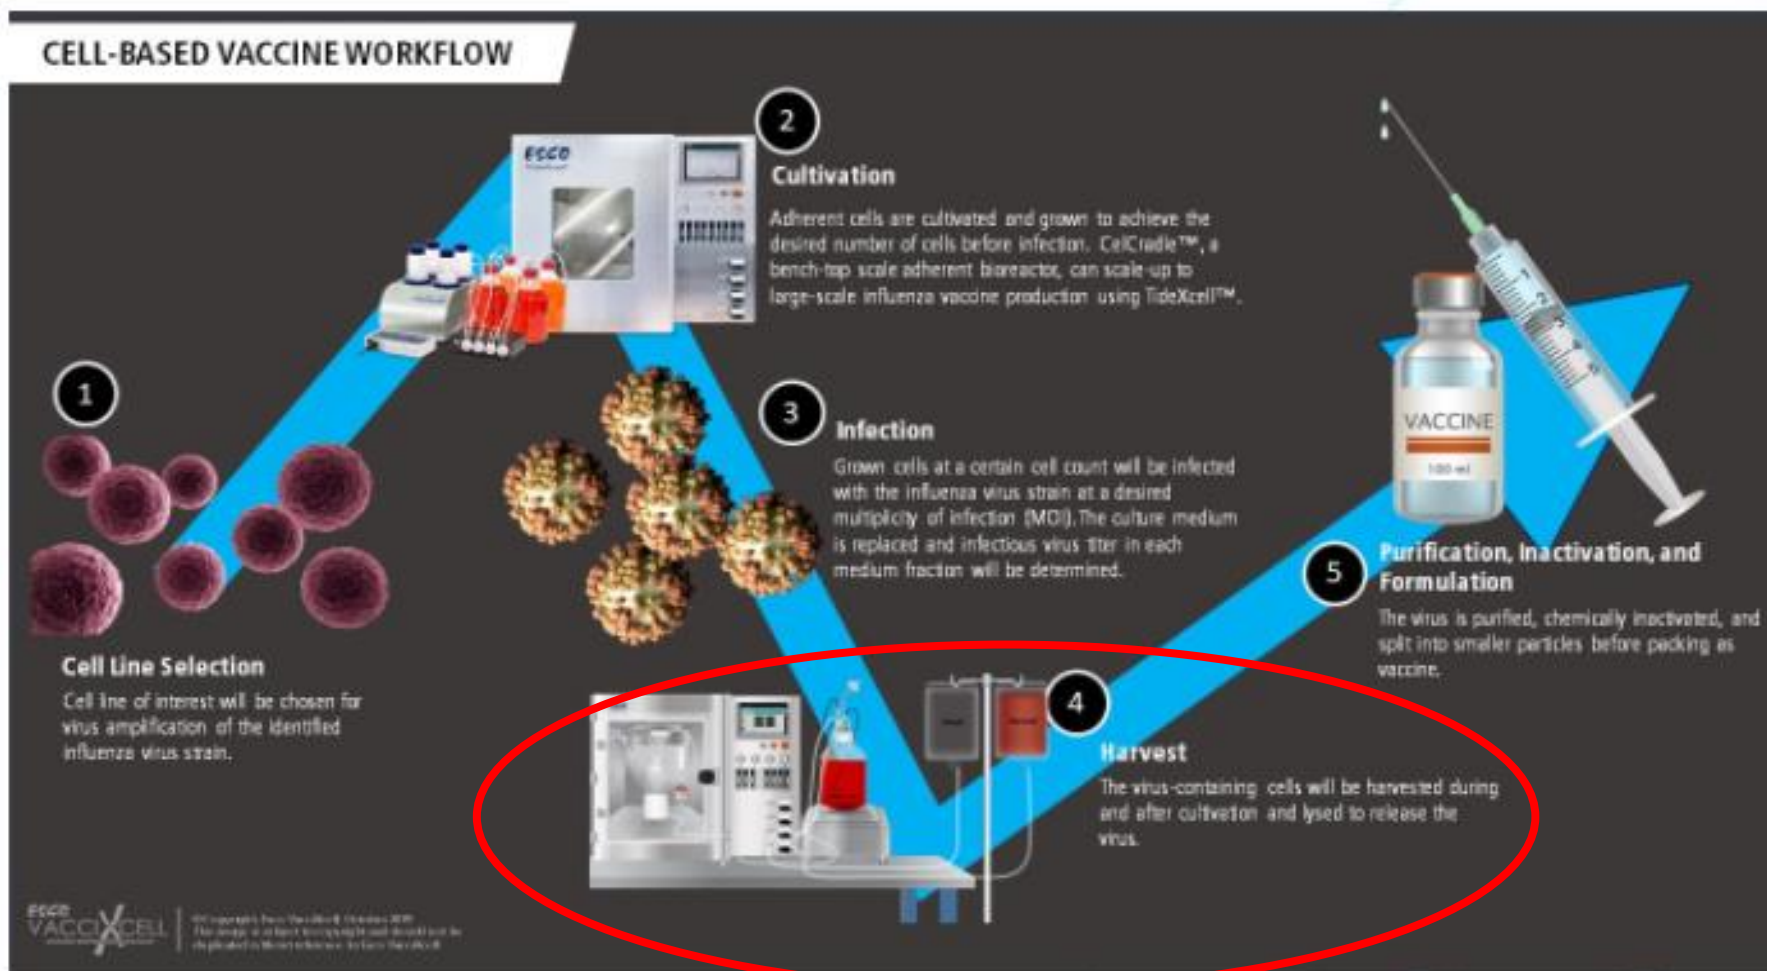 CELL-BASED VACCINE WORKFLOW
1
Cell Line Selection
Cell line of interest will be chosen for
virus amplification of the identified
influenza virus strain.
ESCO
2
Cultivation
Adherent cells are cultivated and grown to achieve the
desired number of cells before infection. CelCradle™, a
bench-top scale adherent bioreactor, can scale-up to
large-scale influenza vaccine production using TideXcell™.
3
Infection
Grown cells at a certain cell count will be infected
with the influenza virus strain at a desired
multiplicity of infection (MOI). The culture medium
is replaced and infectious virus titer in each
medium fraction will be determined.
4
Harvest
The virus-containing cells will be harvested during
and after cultivation and lysed to release the
virus.
VACCINE
100 ml
5
Purification, Inactivation, and
Formulation
The virus is purified, chemically inactivated, and
split into smaller particles before packing as
vaccine.
ESCO
VACCIXCELL